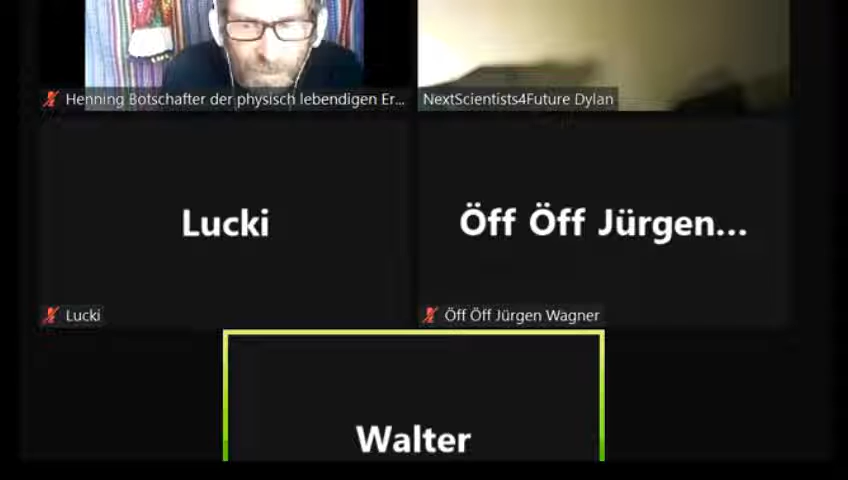 Henning Botschafter der physisch lebendigen Er...
NextScientists4Future Dylan
Lucki
Öff Öff Jürgen...
Lucki
Öff Öff Jürgen Wagner
Walter